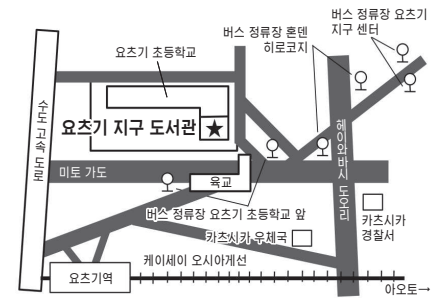 버스 정류장 혼덴
히로코지
버스 정류장 요츠기
지구 센터
요츠기 초등학교
요츠기 지구 도서관
수도 고속 도로
헤이와바시 도오리
미토 가도
육교
버스 정류장 요츠기 초등학교 앞
카츠시카
경찰서
카츠시카 우체국
케이세이 오시아게선
요츠기역
아오토→